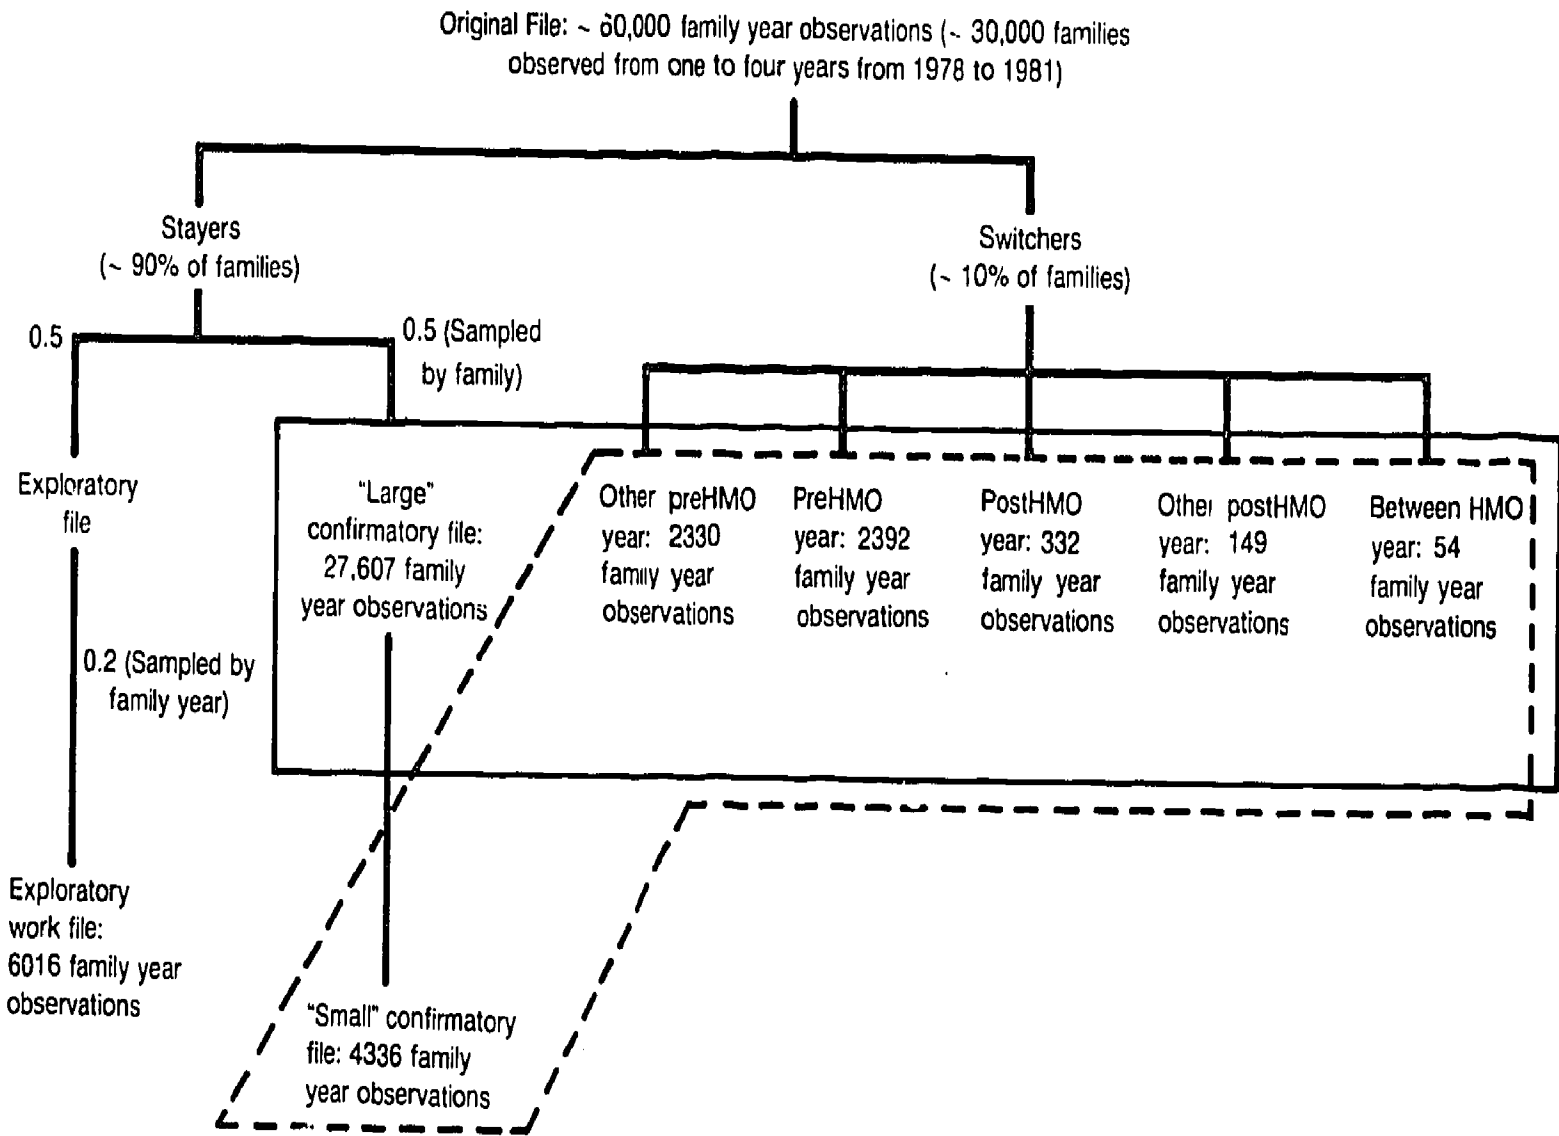 Original File: ~ 60,000 family year observations (~ 30,000 families
observed from one to four years from 1978 to 1981)
Stayers
(~ 90% of families)
Switchers
(~ 10% of families)
0.5
0.5 (Sampled
by family)
Exploratory
file
"Large"
confirmatory file:
27,607 family
year observations
Other preHMO
year: 2330
family year
observations
PreHMO
year: 2392
family year
observations
PostHMO
year: 332
family year
observations
Other postHMO
year: 149
family year
observations
Between HMO
year: 54
family year
observations
0.2 (Sampled by
family year)
Exploratory
work file:
6016 family year
observations
"Small" confirmatory
file: 4336 family
year observations